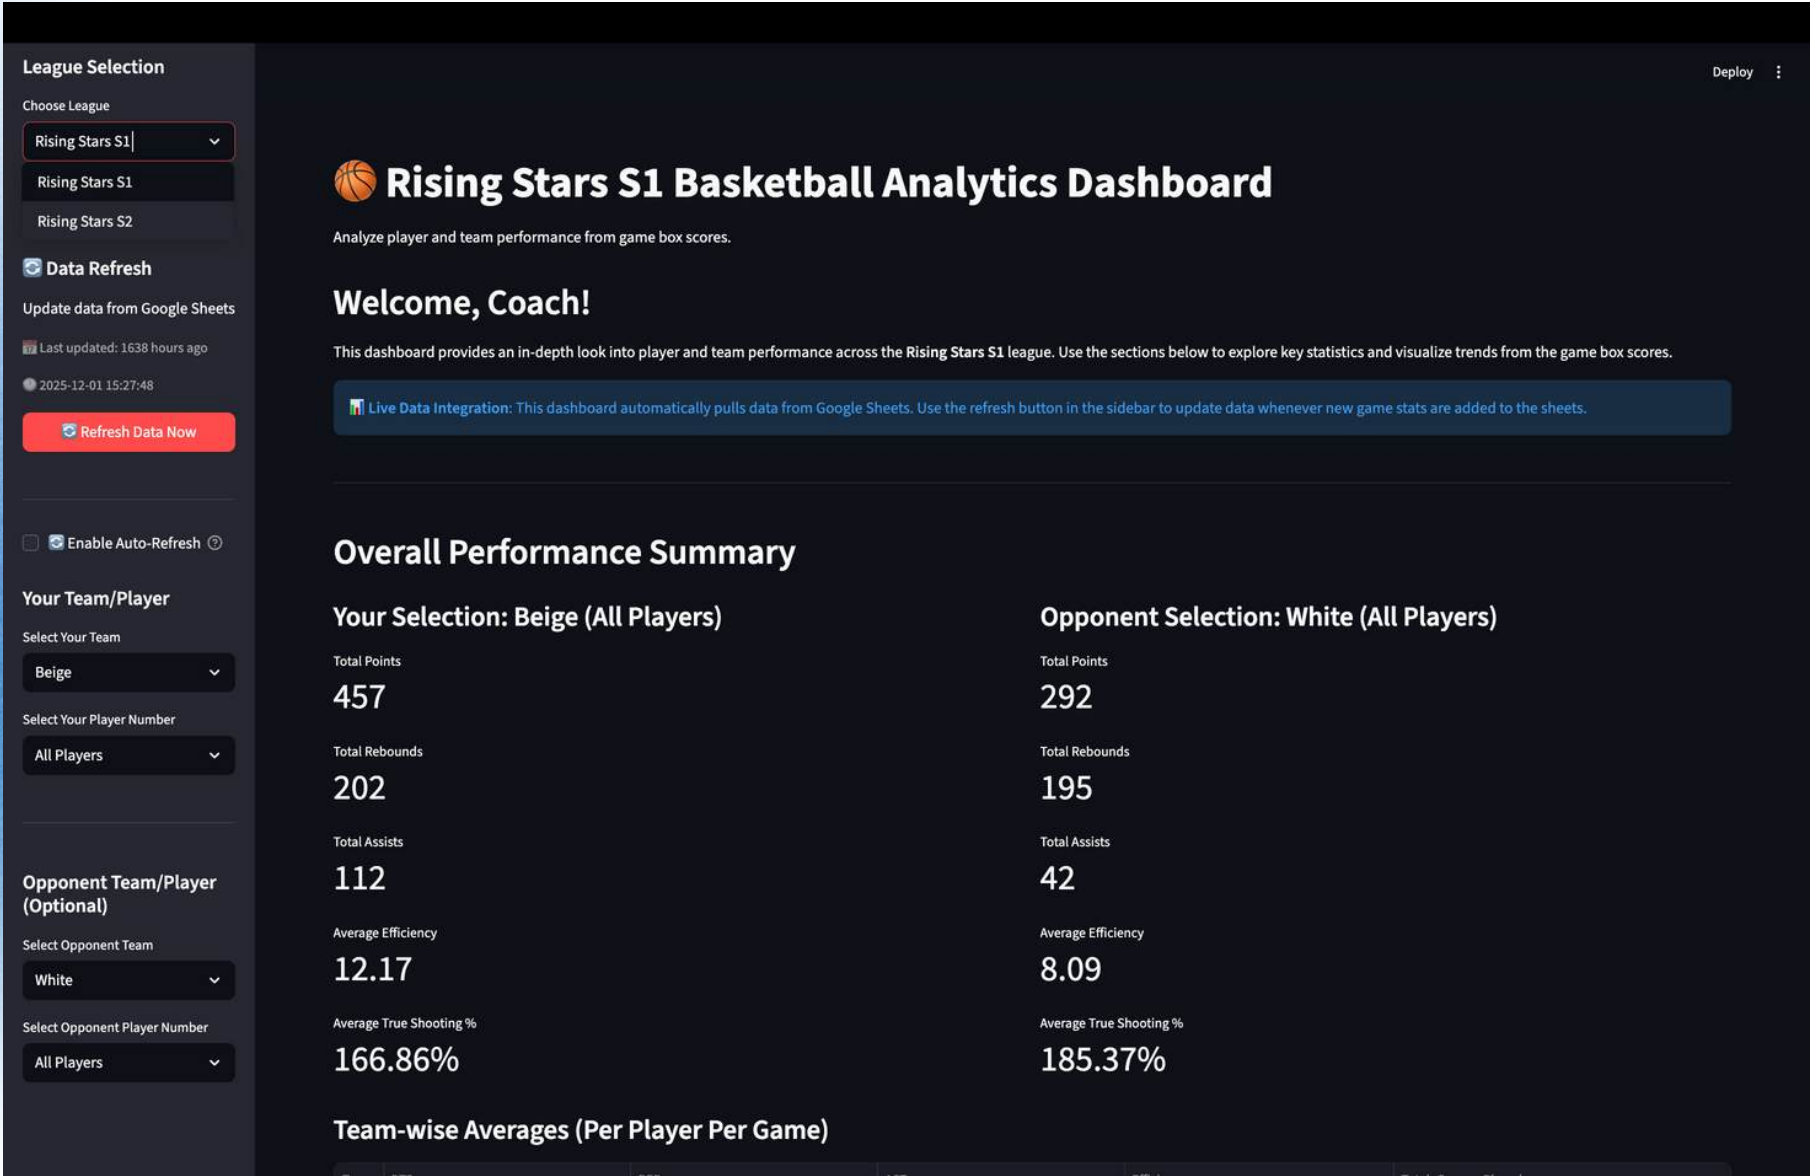 League Selection
Choose League
Rising Stars S1
Rising Stars S1
Rising Stars S2
Data Refresh
Update data from Google Sheets
Last updated: 1638 hours ago
2025-12-01 15:27:48
Refresh Data Now
Enable Auto-Refresh
Your Team/Player
Select Your Team
Beige
Select Your Player Number
All Players
Opponent Team/Player
(Optional)
Select Opponent Team
White
Select Opponent Player Number
All Players
Deploy
Rising Stars S1 Basketball Analytics Dashboard
Analyze player and team performance from game box scores.
Welcome, Coach!
This dashboard provides an in-depth look into player and team performance across the Rising Stars S1 league. Use the sections below to explore key statistics and visualize trends from the game box scores.
Live Data Integration: This dashboard automatically pulls data from Google Sheets. Use the refresh button in the sidebar to update data whenever new game stats are added to the sheets.
Overall Performance Summary
Your Selection: Beige (All Players)
Total Points
457
Total Rebounds
202
Total Assists
112
Average Efficiency
12.17
Average True Shooting %
166.86%
Opponent Selection: White (All Players)
Total Points
292
Total Rebounds
195
Total Assists
42
Average Efficiency
8.09
Average True Shooting %
185.37%
Team-wise Averages (Per Player Per Game)